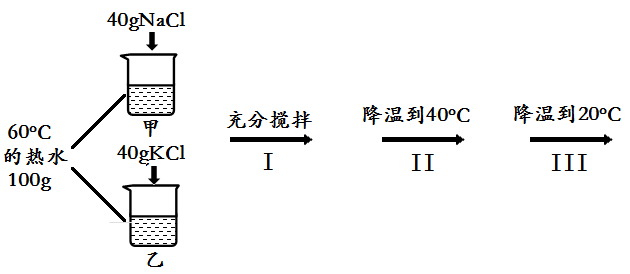 40gNaCl
甲
60°C
的热水
100g
40gKCl
乙
充分搅拌
I
降温到40°C
II
降温到20°C
III